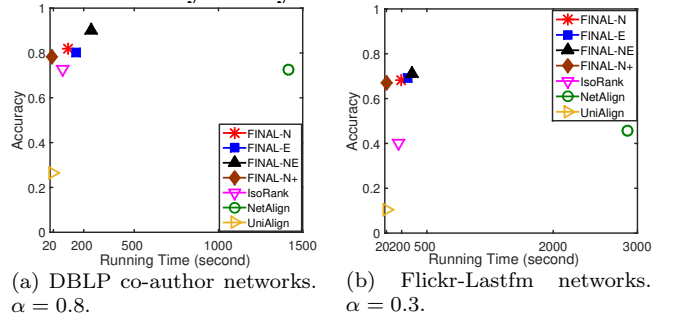 1
0.8
0.6
0.4
0.2
0
Accuracy
20 200 500 1000 1500
Running Time (second)
FINAL-N
FINAL-E
FINAL-NE
FINAL-N+
IsoRank
NetAlign
UniAlign
(a) DBLP co-author networks.
α = 0.8.
1
0.8
0.6
0.4
0.2
0
Accuracy
20 200 500 2000 3000
Running Time (second)
FINAL-N
FINAL-E
FINAL-NE
FINAL-N+
IsoRank
NetAlign
UniAlign
(b) Flickr-Lastfm networks.
α = 0.3.